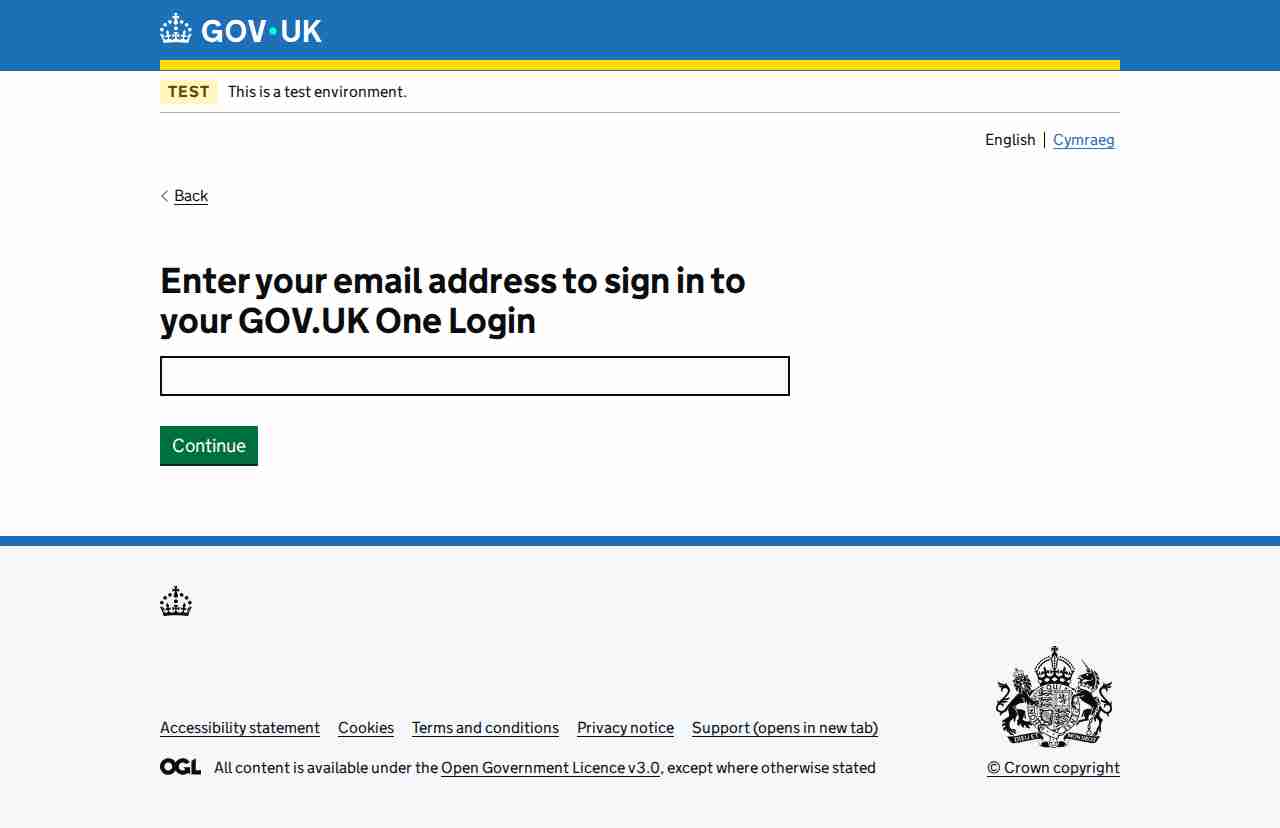 GOV·UK
TEST This is a test environment.
English | Cymraeg
Back
Enter your email address to sign in to
your GOV.UK One Login
Continue
Accessibility statement Cookies Terms and conditions Privacy notice Support (opens in new tab)
OGL All content is available under the Open Government Licence v3.0, except where otherwise stated
© Crown copyright